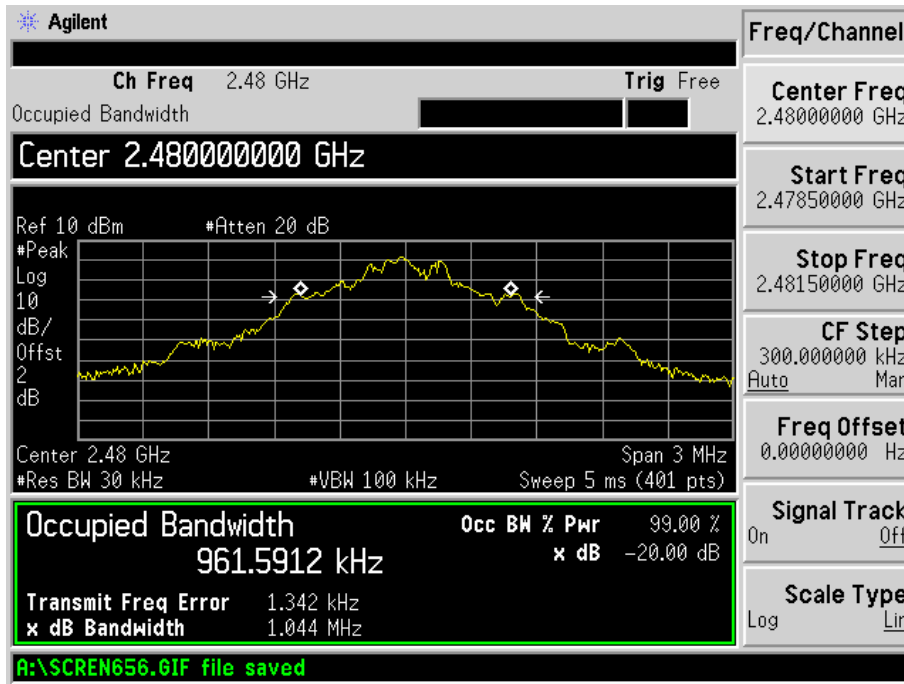 Agilent
Freq/Channel
Ch Freq 2.48 GHz Trig Free
Occupied Bandwidth
Center 2.480000000 GHz
Ref 10 dBm #Atten 20 dB
#Peak
Log
10
dB/
Offst
2
dB
Center 2.48 GHz Span 3 MHz
#Res BW 30 kHz #VBW 100 kHz Sweep 5 ms (401 pts)
Occupied Bandwidth
961.5912 kHz
Occ BW % Pwr 99.00 %
x dB -20.00 dB
Transmit Freq Error 1.342 kHz
x dB Bandwidth 1.044 MHz
A:\SCREN656.GIF file saved
Center Freq
2.48000000 GHz
Start Freq
2.47850000 GHz
Stop Freq
2.48150000 GHz
CF Step
300.000000 kHz
Auto Man
Freq Offset
0.00000000 Hz
Signal Track
On Off
Scale Type
Log Lin